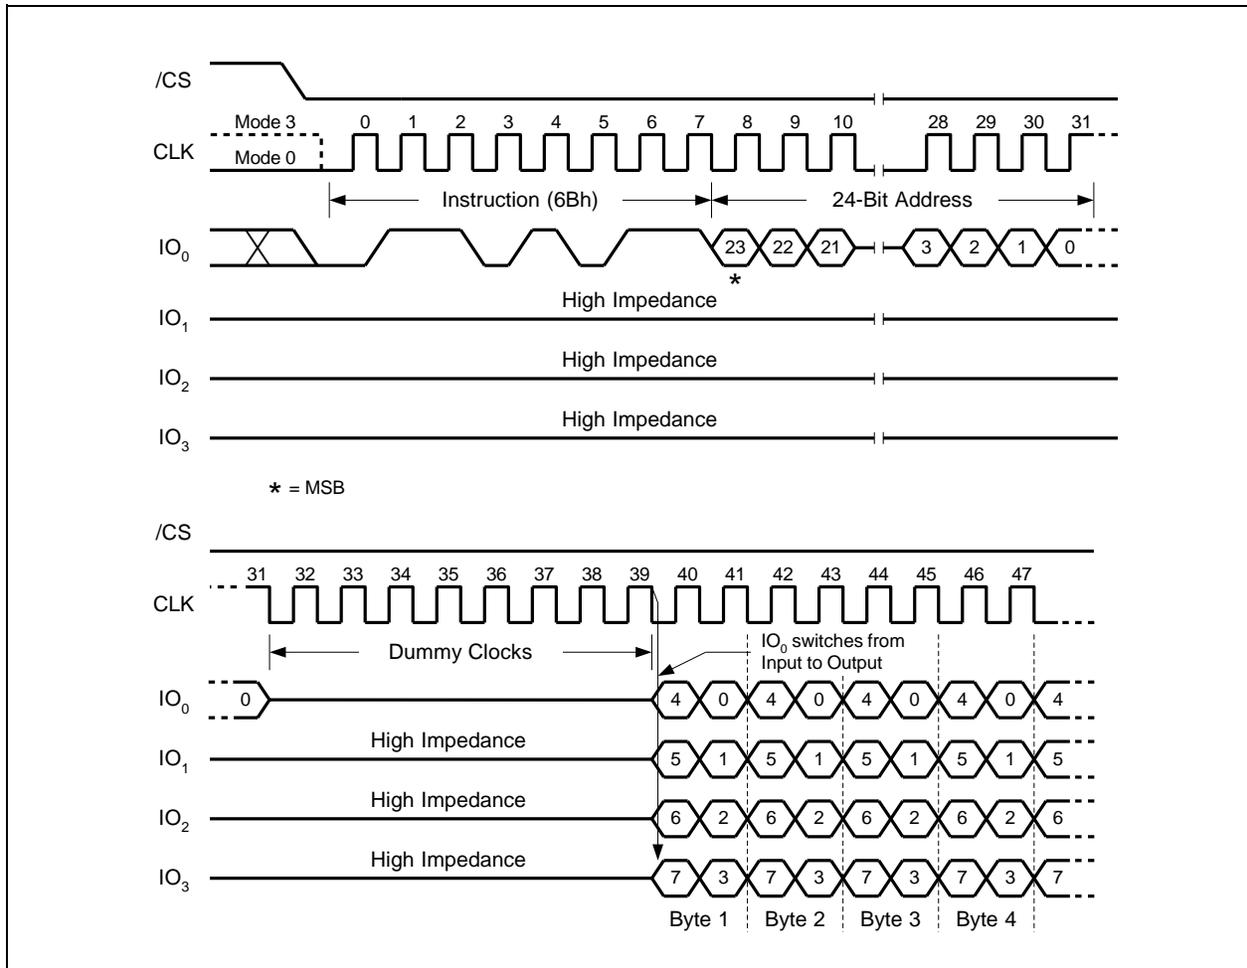 /CS
Mode 3
0 1 2 3 4 5 6 7 8 9 10 28 29 30 31
CLK
Mode 0
Instruction (6Bh) 24-Bit Address
IO0
23 22 21 3 2 1 0
*
High Impedance
IO1
High Impedance
IO2
High Impedance
IO3
* = MSB
/CS
31 32 33 34 35 36 37 38 39 40 41 42 43 44 45 46 47
CLK
Dummy Clocks
IO0 switches from
Input to Output
IO0
0 4 0 4 0 4 0 4 0 4
High Impedance
IO1
5 1 5 1 5 1 5 1 5
High Impedance
IO2
6 2 6 2 6 2 6 2 6
High Impedance
IO3
7 3 7 3 7 3 7 3 7
Byte 1 Byte 2 Byte 3 Byte 4